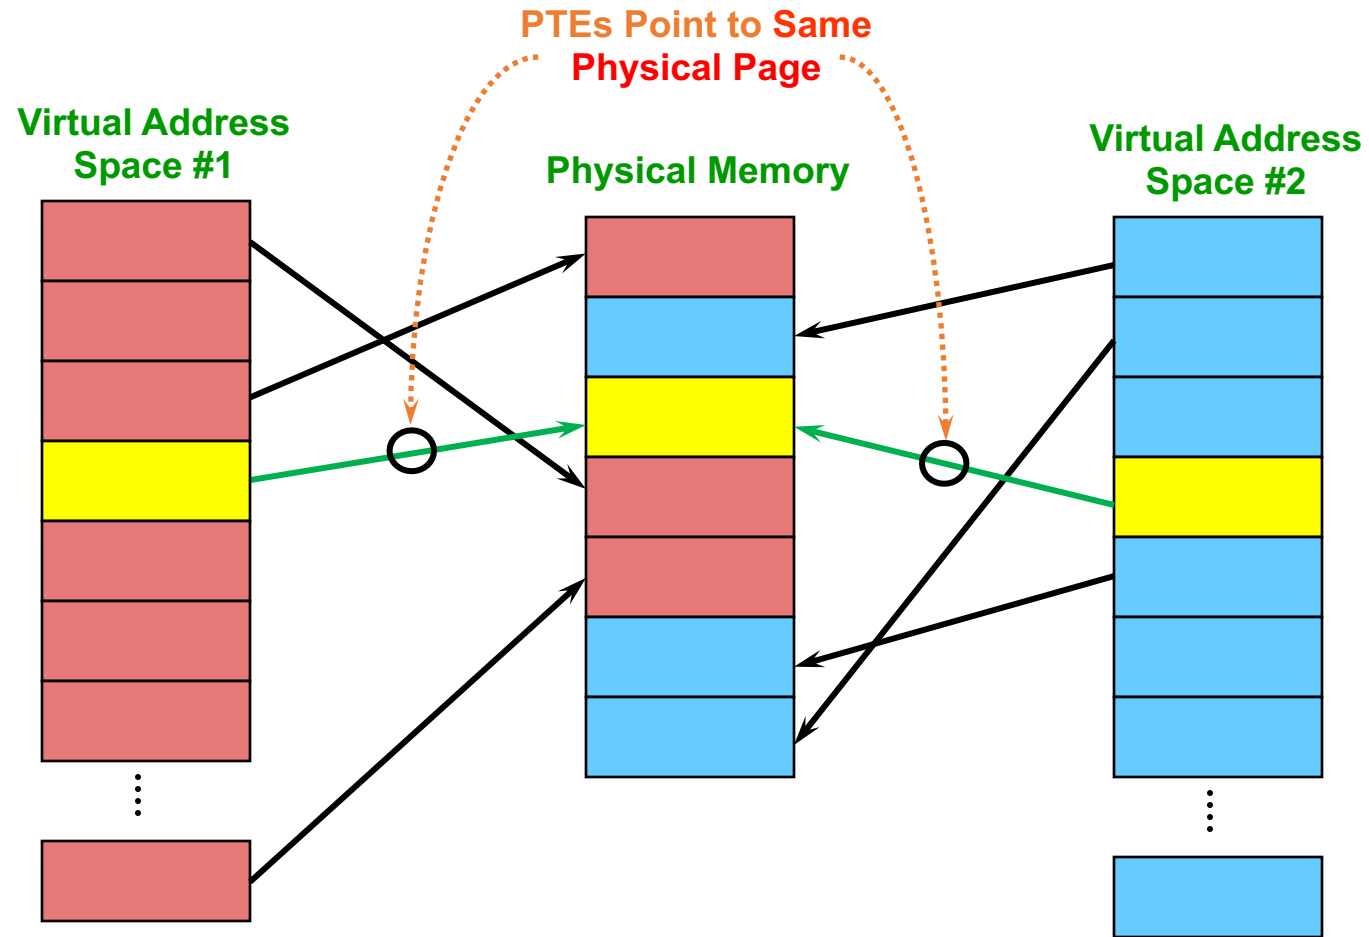 PTEs Point to Same
Physical Page
Virtual Address
Space #1
Physical Memory
Virtual Address
Space #2